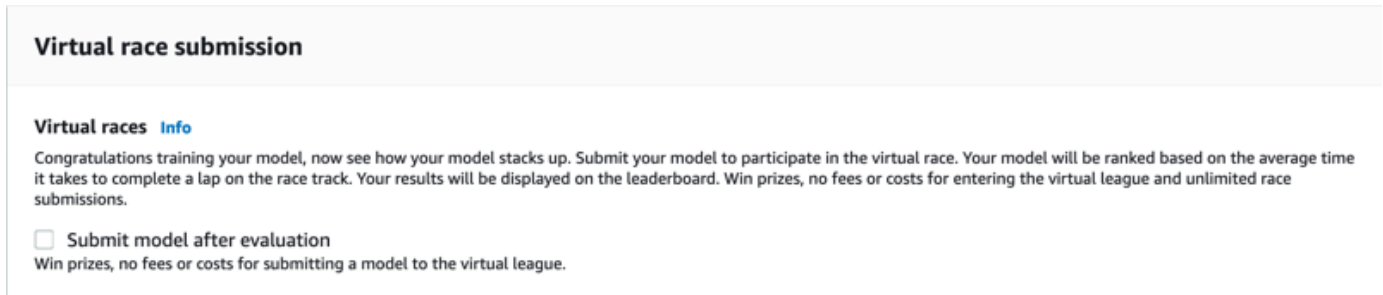 Virtual race submission
Virtual races Info
Congratulations training your model, now see how your model stacks up. Submit your model to participate in the virtual race. Your model will be ranked based on the average time
it takes to complete a lap on the race track. Your results will be displayed on the leaderboard. Win prizes, no fees or costs for entering the virtual league and unlimited race
submissions.
Submit model after evaluation
Win prizes, no fees or costs for submitting a model to the virtual league.